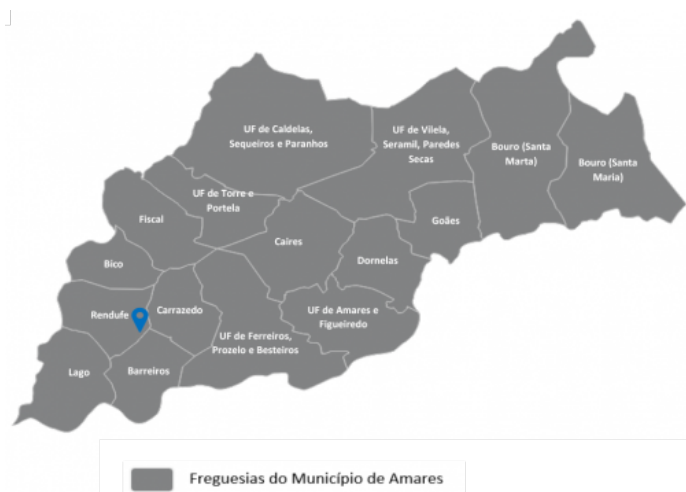 UF de Caldelas,
Sequeiros e Paranhos
UF de Vilela,
Seramil, Paredes
Secas
Bouro (Santa
Marta)
Bouro (Santa
Maria)
UF de Torre e
Portela
Fiscal
Goães
Caires
Bico
Dornelas
Rendufe
Carrazedo
UF de Amares e
Figueiredo
UF de Ferreiros,
Prozelo e Besteiros
Lago
Barreiros
Freguesias do Município de Amares